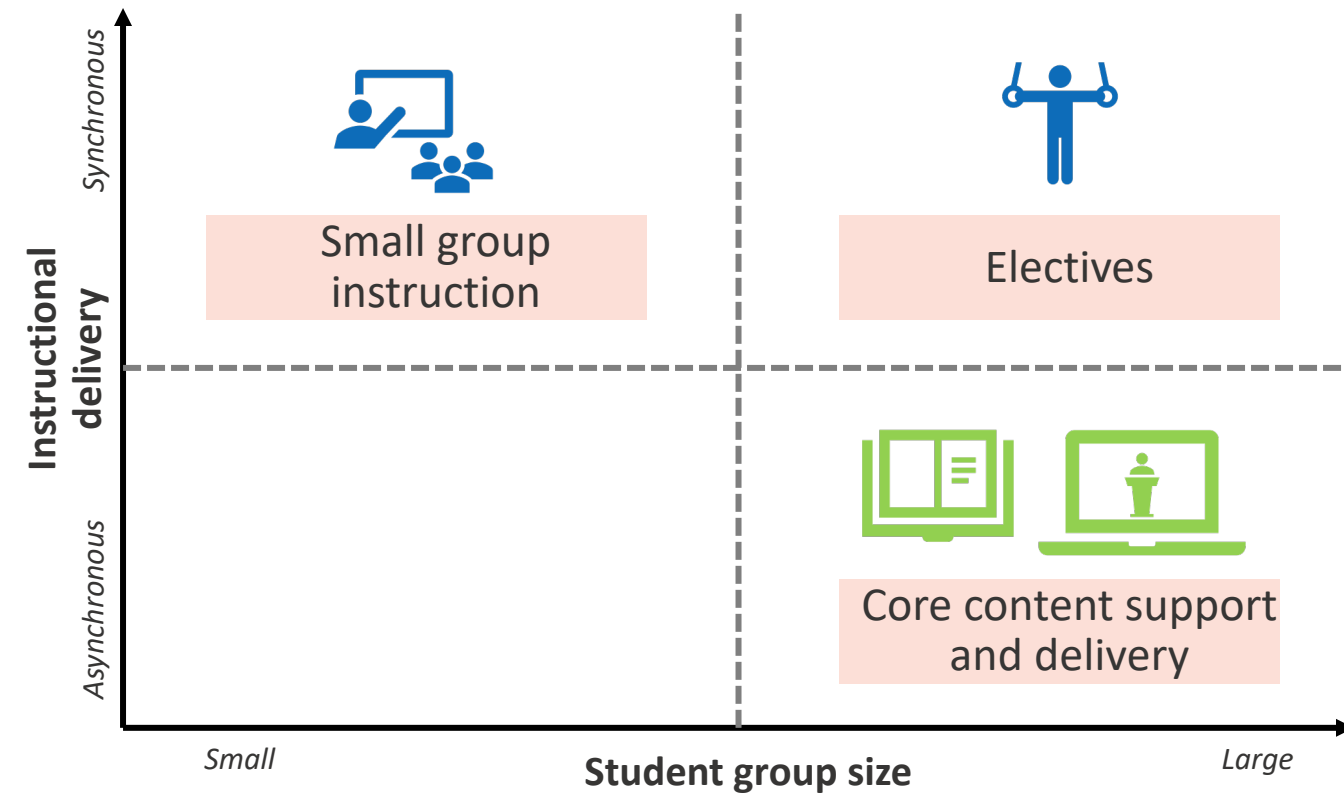 Synchronous
Small group
instruction
Electives
Instructional
delivery
Core content support
and delivery
Asynchronous
Small
Student group size
Large